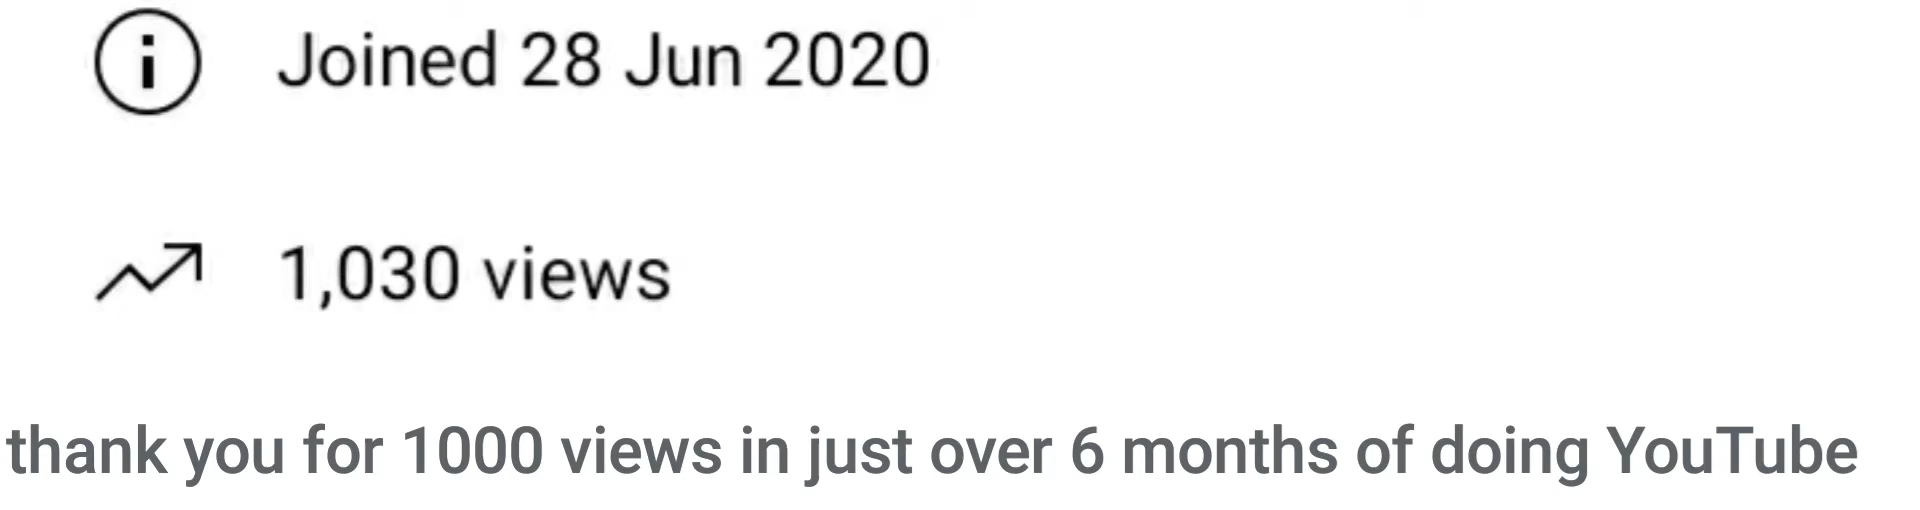 Joined 28 Jun 2020
1,030 views
thank you for 1000 views in just over 6 months of doing YouTube